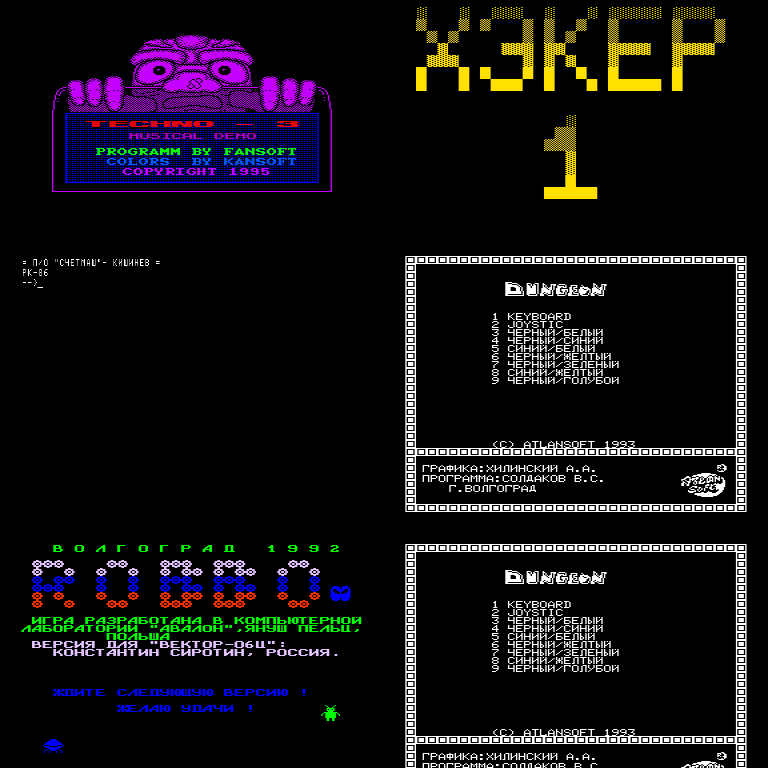 TECHNO - 9
MUSICAL DEMO
PROGRAMM BY FANSOFT
COLORS BY KANSOFT
COPYRIGHT 1995
ХЭКЕР
1
= П/О "СЧЕТМАШ"- КИШИНЕВ =
РК-86
-->_
DUNGEON
1 KEYBOARD
2 JOYSTIC
3 ЧЕРНЫЙ/БЕЛЫЙ
4 ЧЕРНЫЙ/СИНИЙ
5 СИНИЙ/БЕЛЫЙ
6 ЧЕРНЫЙ/ЖЕЛТЫЙ
7 ЧЕРНЫЙ/ЗЕЛЕНЫЙ
8 СИНИЙ/ЖЕЛТЫЙ
9 ЧЕРНЫЙ/ГОЛУБОЙ
(C) ATLANSOFT 1993
ГРАФИКА:ХИЛИНСКИЙ А.А.
ПРОГРАММА:СОЛДАКОВ В.С.
Г.ВОЛГОГРАД
ВОЛГОГРАД 1992
ROBBO
ИГРА РАЗРАБОТАНА В КОМПЬЮТЕРНОЙ
ЛАБОРАТОРИИ "АВАЛОН",ЯНУШ ПЕЛЬЦ,
ПОЛЬША
ВЕРСИЯ ДЛЯ "ВЕКТОР-06Ц":
КОНСТАНТИН СИРОТИН, РОССИЯ.
ЖДИТЕ СЛЕДУЮЩУЮ ВЕРСИЮ !
ЖЕЛАЮ УДАЧИ !
DUNGEON
1 KEYBOARD
2 JOYSTIC
3 ЧЕРНЫЙ/БЕЛЫЙ
4 ЧЕРНЫЙ/СИНИЙ
5 СИНИЙ/БЕЛЫЙ
6 ЧЕРНЫЙ/ЖЕЛТЫЙ
7 ЧЕРНЫЙ/ЗЕЛЕНЫЙ
8 СИНИЙ/ЖЕЛТЫЙ
9 ЧЕРНЫЙ/ГОЛУБОЙ
(C) ATLANSOFT 1993
ГРАФИКА:ХИЛИНСКИЙ А.А.
ПРОГРАММА:СОЛДАКОВ В.С